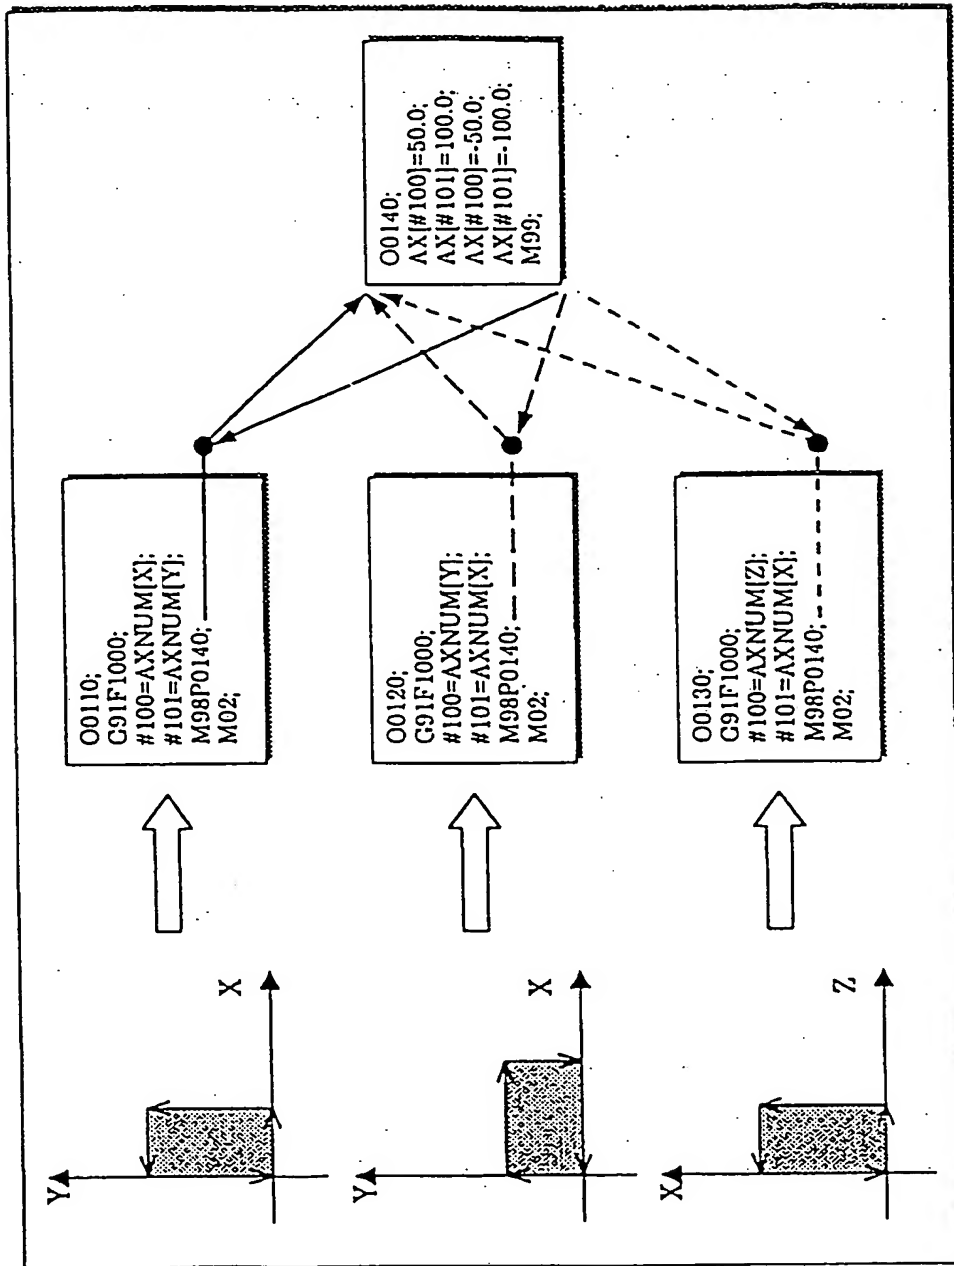 Y
X
O0110;
G91F1000;
#100=AXNUM[X];
#101=AXNUM[Y];
M98P0140;
M02;
Y
X
O0120;
G91F1000;
#100=AXNUM[Y];
#101=AXNUM[X];
M98P0140;
M02;
X
Z
O0130;
G91F1000;
#100=AXNUM[Z];
#101=AXNUM[X];
M98P0140;
M02;
O0140;
AX[#100]=50.0;
AX[#101]=100.0;
AX[#100]=-50.0;
AX[#101]=-100.0;
M99;